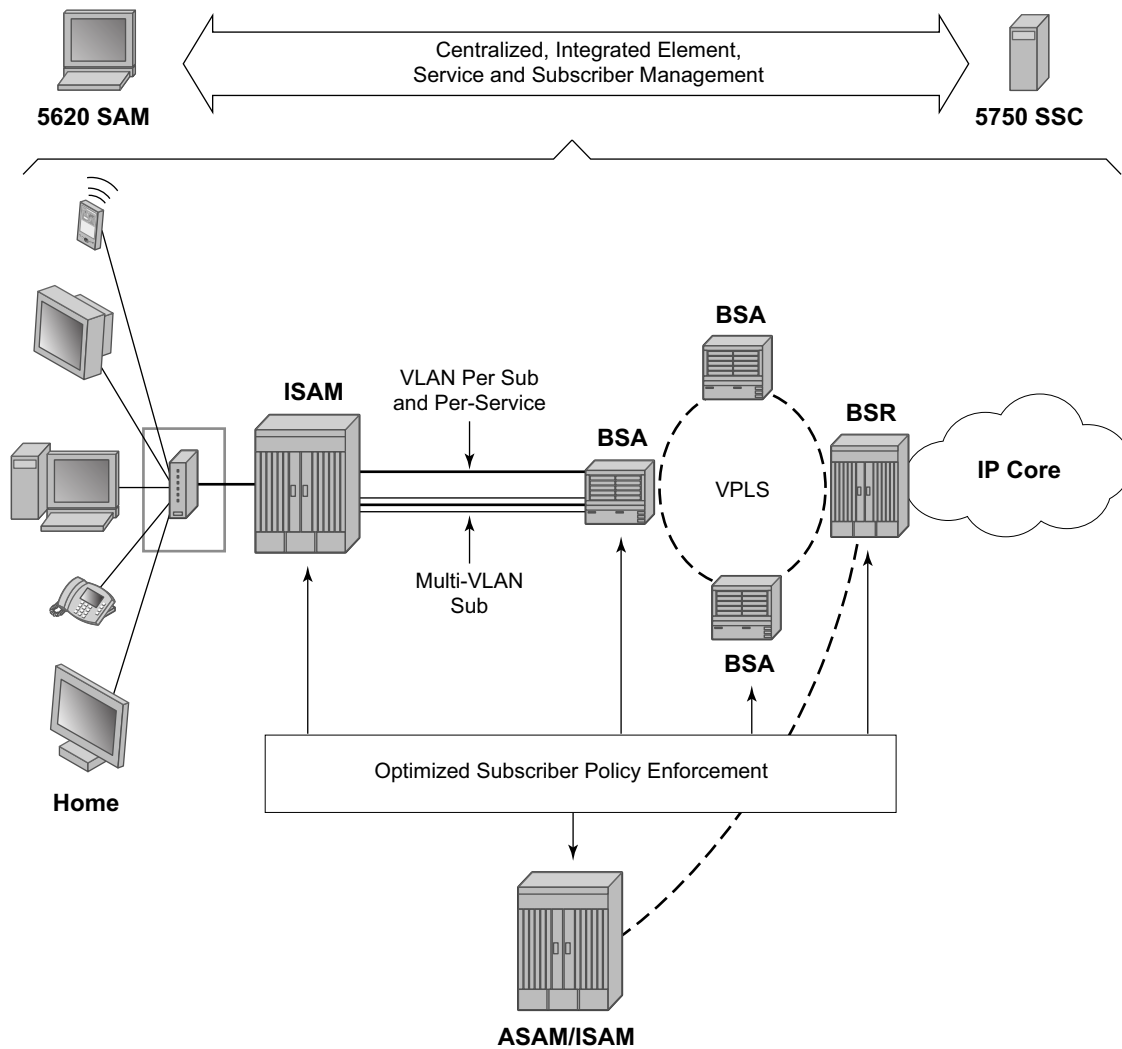 Centralized, Integrated Element,
Service and Subscriber Management
5620 SAM
5750 SSC
BSA
ISAM
VLAN Per Sub
and Per-Service
BSA
BSR
IP Core
VPLS
Multi-VLAN
Sub
BSA
Optimized Subscriber Policy Enforcement
Home
ASAM/ISAM